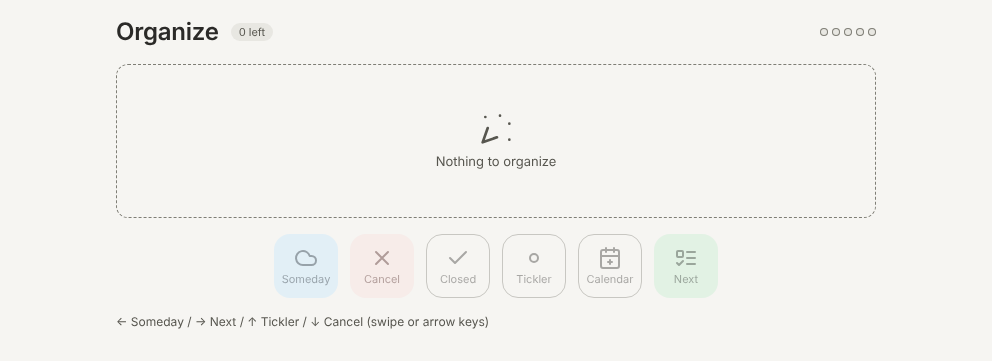 Organize
0 left
Nothing to organize
Someday
Cancel
Closed
Tickler
Calendar
Next
← Someday / → Next / ↑ Tickler / ↓ Cancel (swipe or arrow keys)